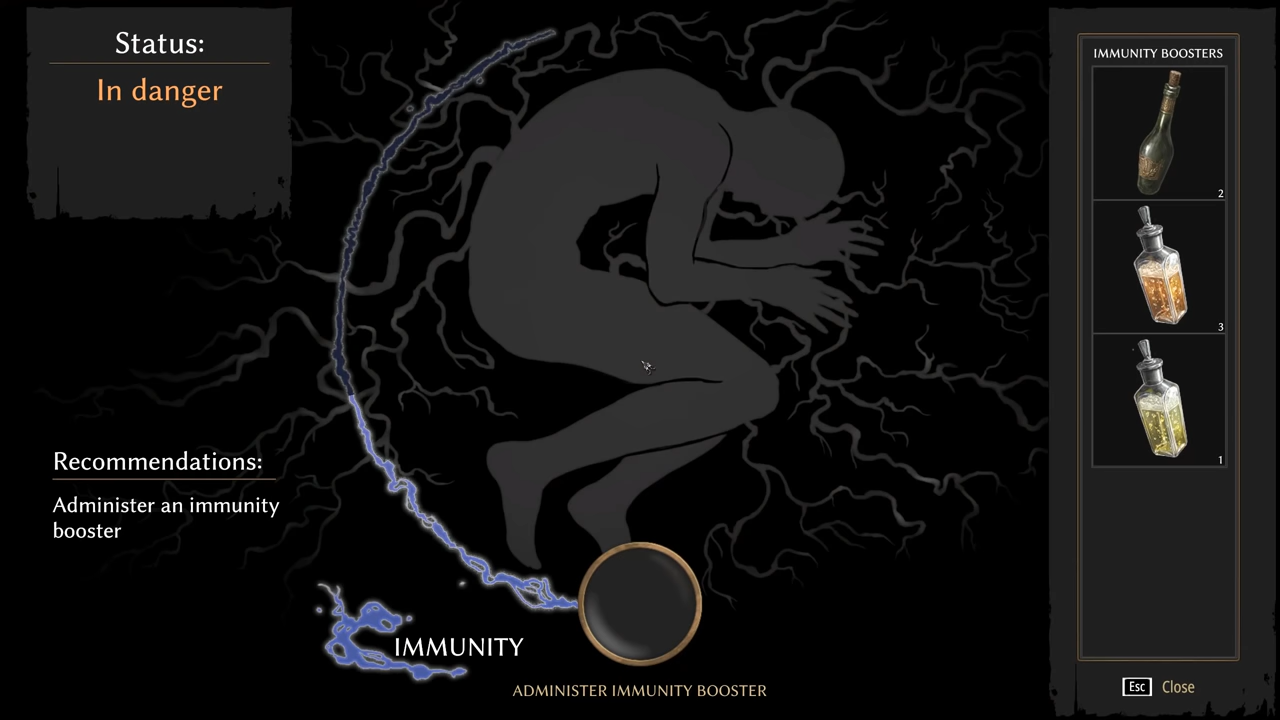 Status:
In danger
IMMUNITY BOOSTERS
2
3
1
Recommendations:
Administer an immunity
booster
IMMUNITY
ADMINISTER IMMUNITY BOOSTER
Esc Close